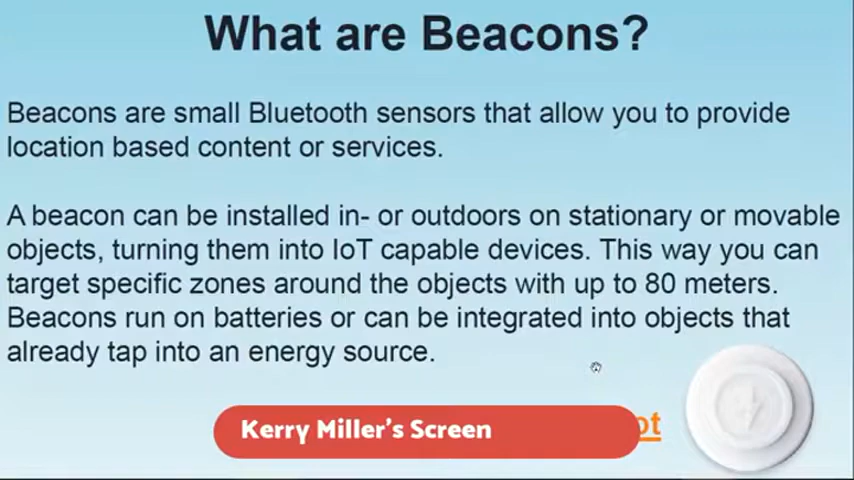 What are Beacons?
Beacons are small Bluetooth sensors that allow you to provide
location based content or services.
A beacon can be installed in- or outdoors on stationary or movable
objects, turning them into IoT capable devices. This way you can
target specific zones around the objects with up to 80 meters.
Beacons run on batteries or can be integrated into objects that
already tap into an energy source.
Kerry Miller's Screen